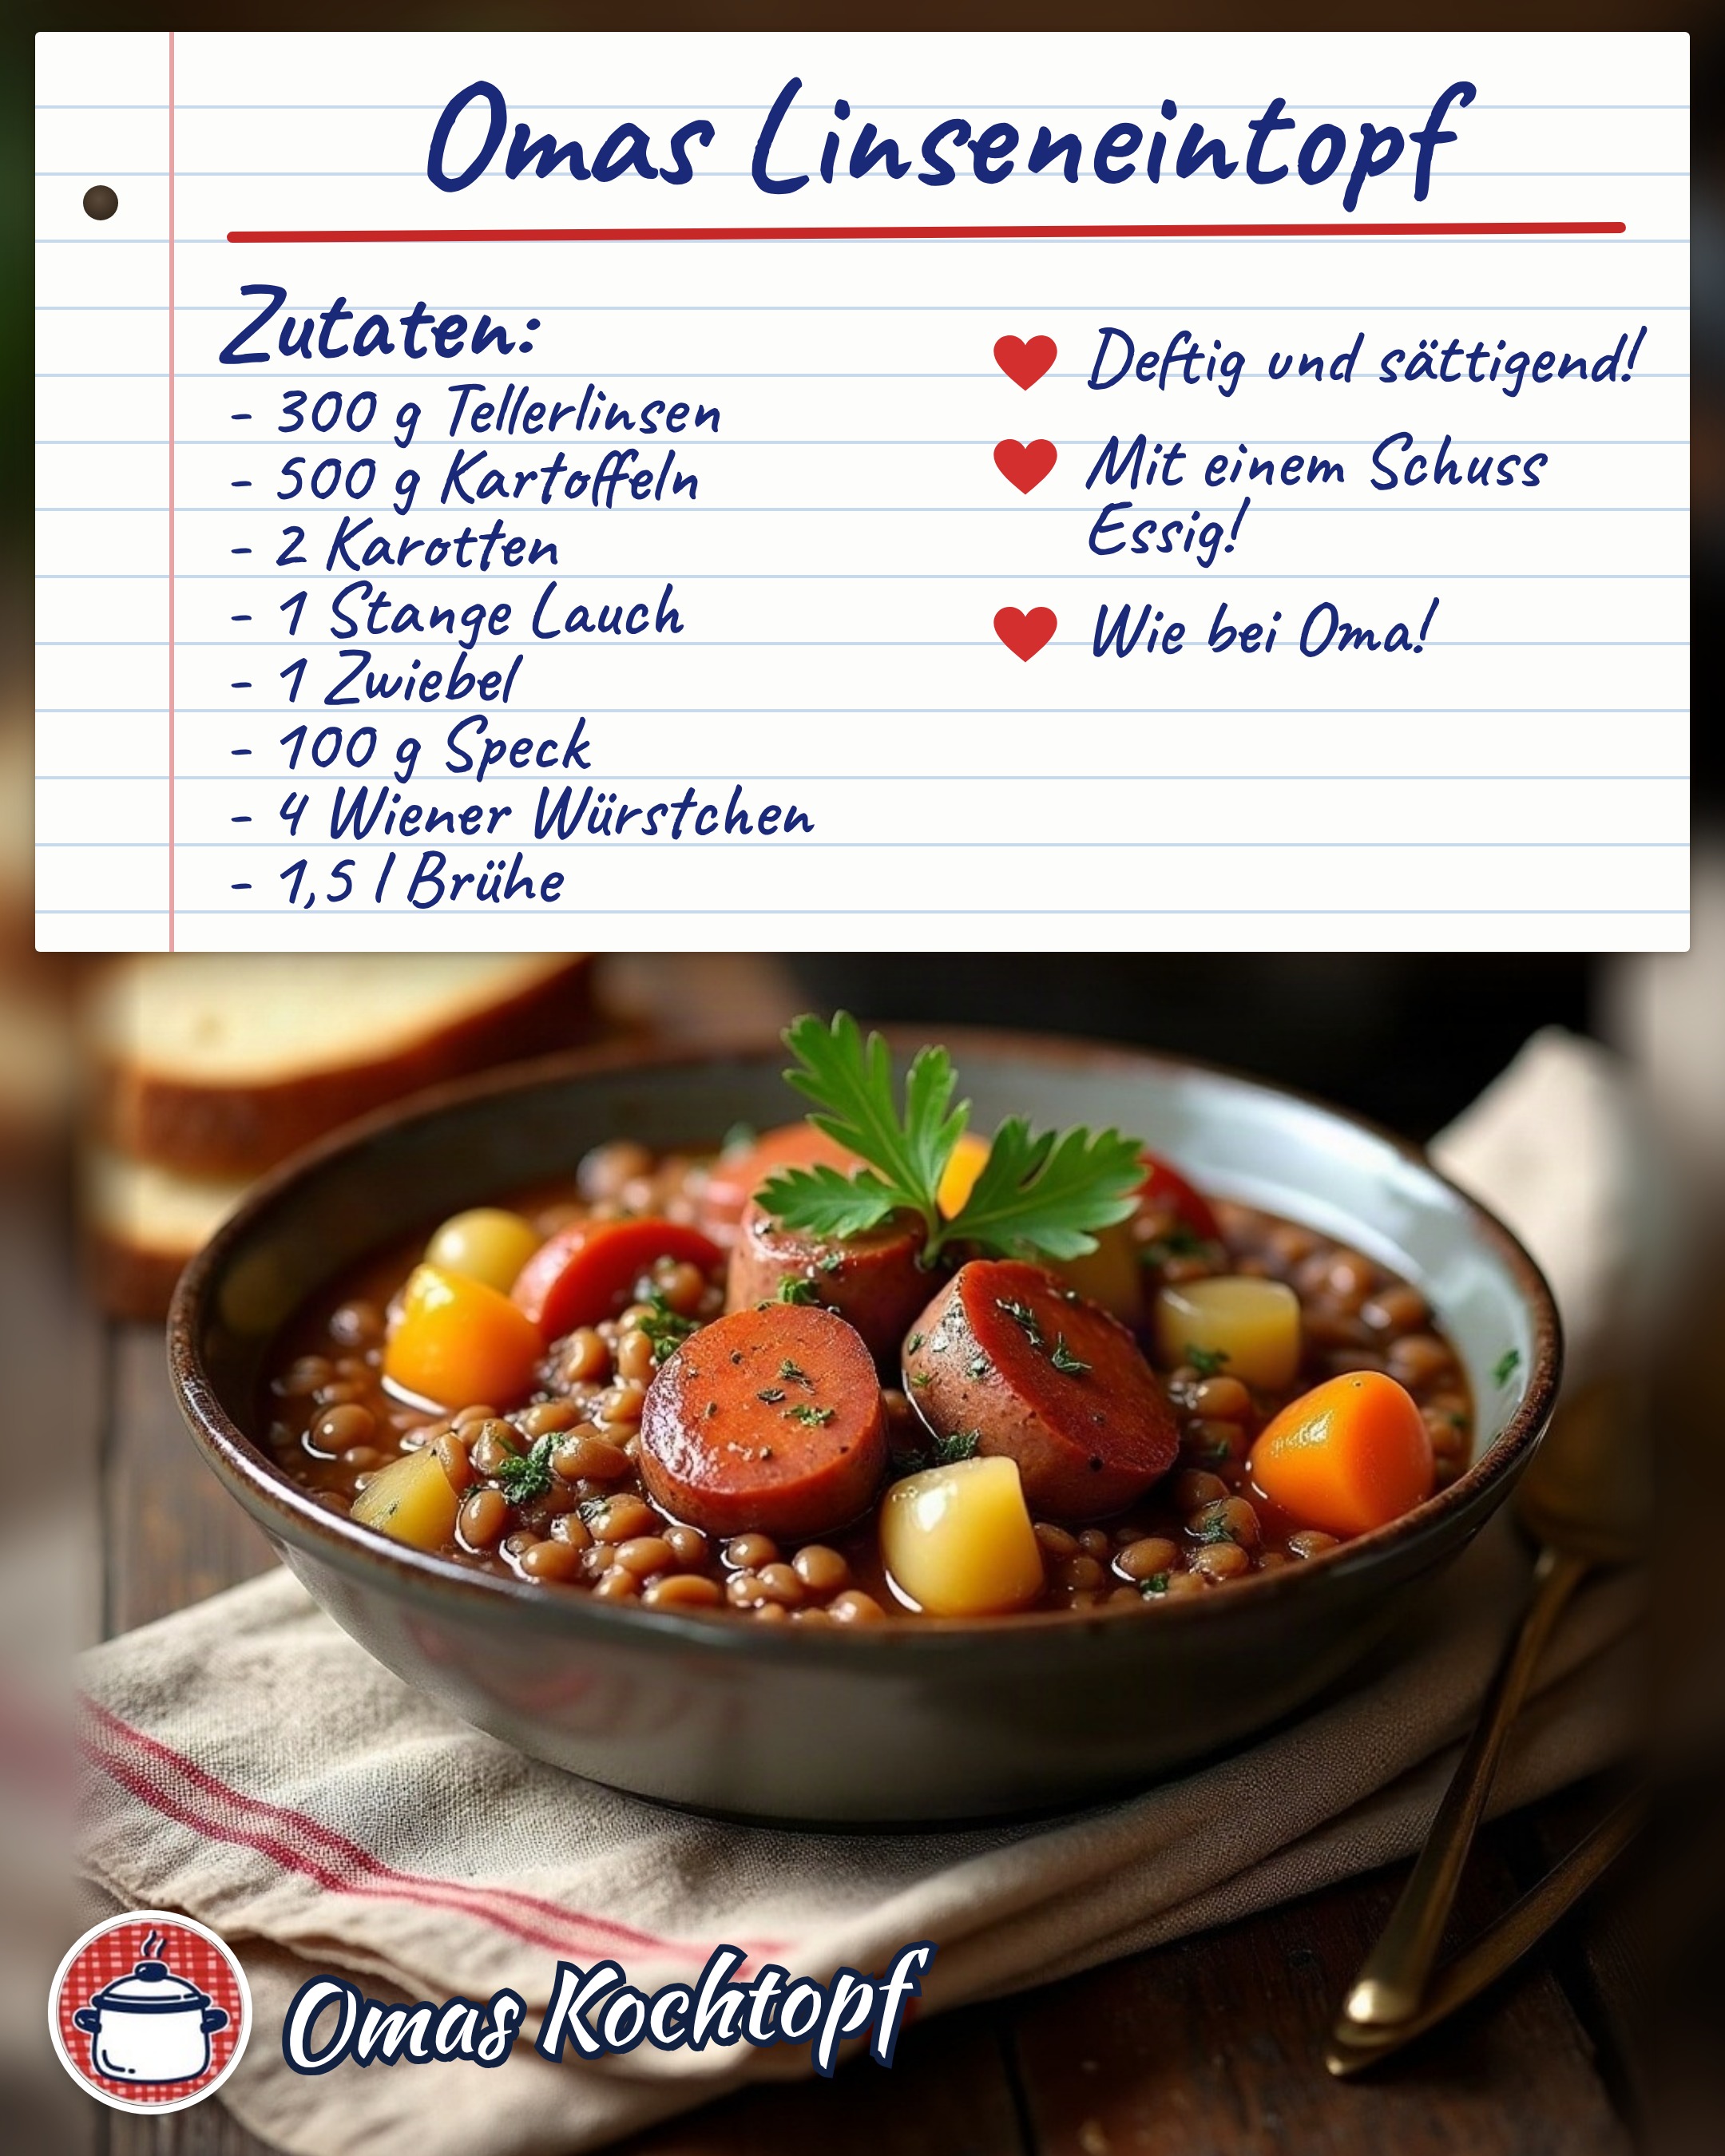 Omas Linseneintopf
Zutaten:
- 300 g Tellerlinsen
- 500 g Kartoffeln
- 2 Karotten
- 1 Stange Lauch
- 1 Zwiebel
- 100 g Speck
- 4 Wiener Würstchen
- 1,5 l Brühe
Deftig und sättigend!
Mit einem Schuss
Essig!
Wie bei Oma!
Omas Kochtopf